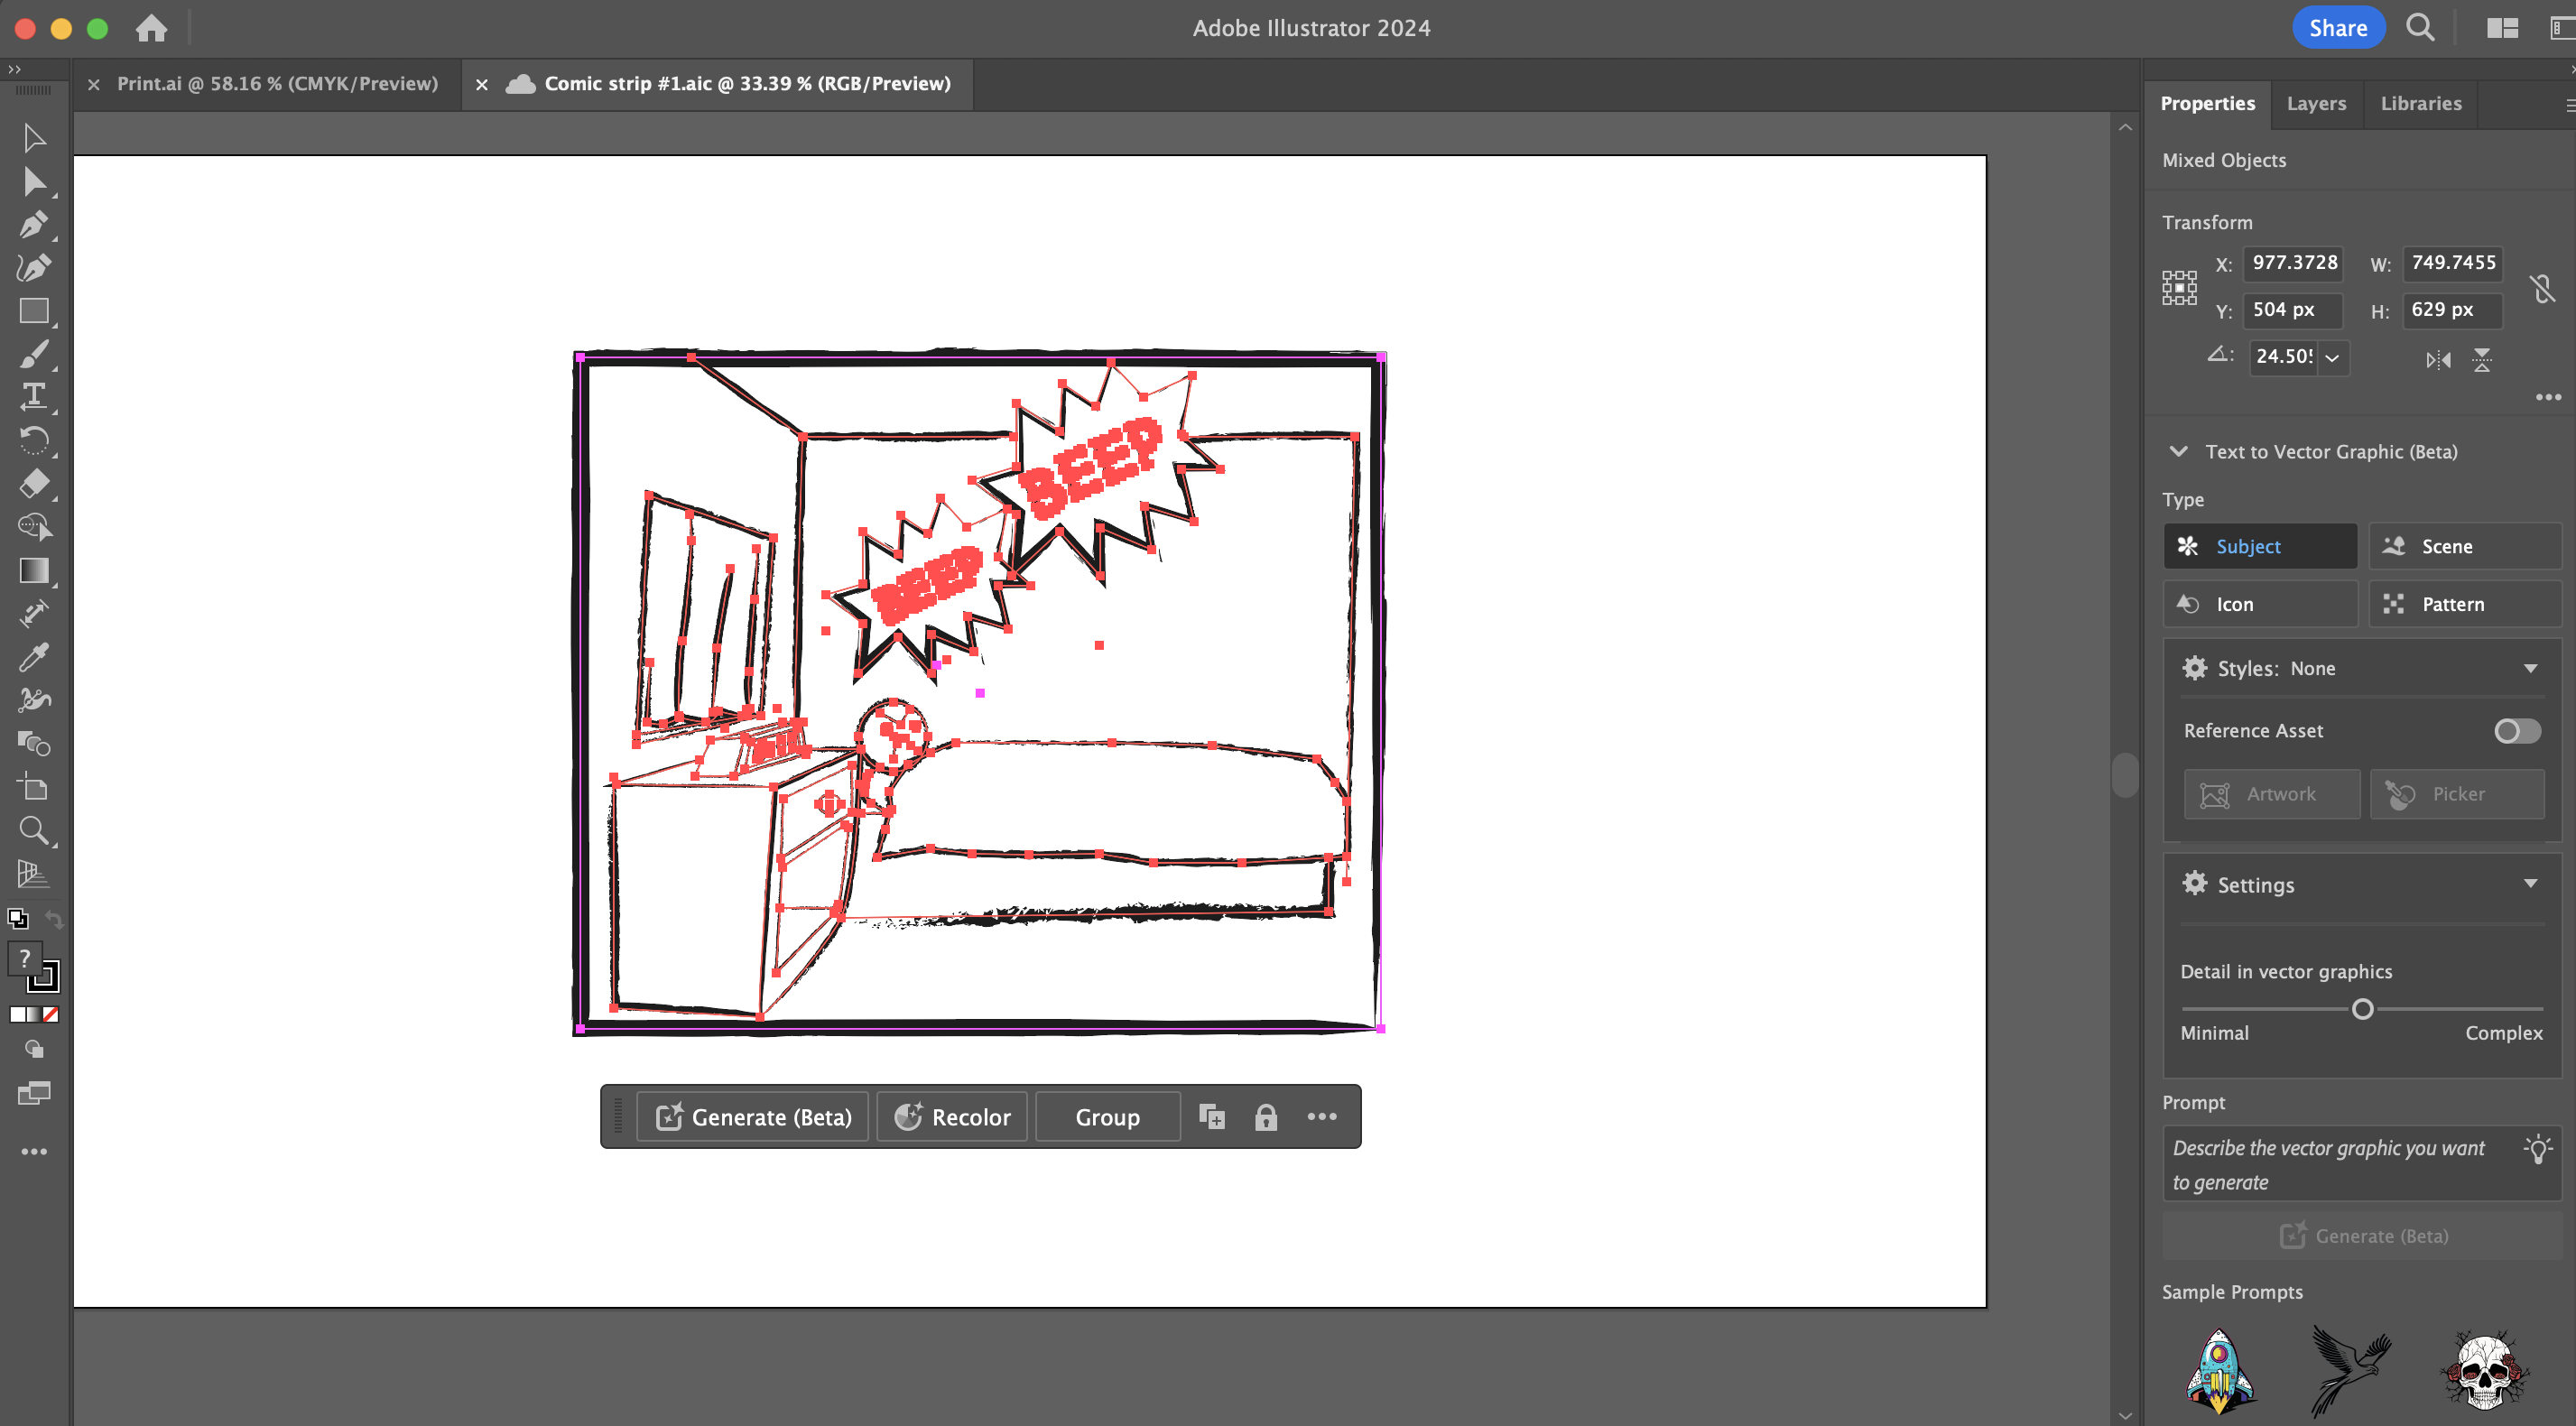 Adobe Illustrator 2024
Share
Print.ai @ 58.16 % (CMYK/Preview)
Comic strip #1.aic @ 33.39 % (RGB/Preview)
Properties
Layers
Libraries
Mixed Objects
Transform
X: 977.3728
W: 749.7455
Y: 504 px
H: 629 px
24.505
Text to Vector Graphic (Beta)
Type
Subject
Scene
Icon
Pattern
Styles: None
Reference Asset
Artwork
Picker
Settings
Detail in vector graphics
Minimal
Complex
Prompt
Describe the vector graphic you want
to generate
Generate (Beta)
Sample Prompts
BEEP
BEEP
Generate (Beta)
Recolor
Group
?